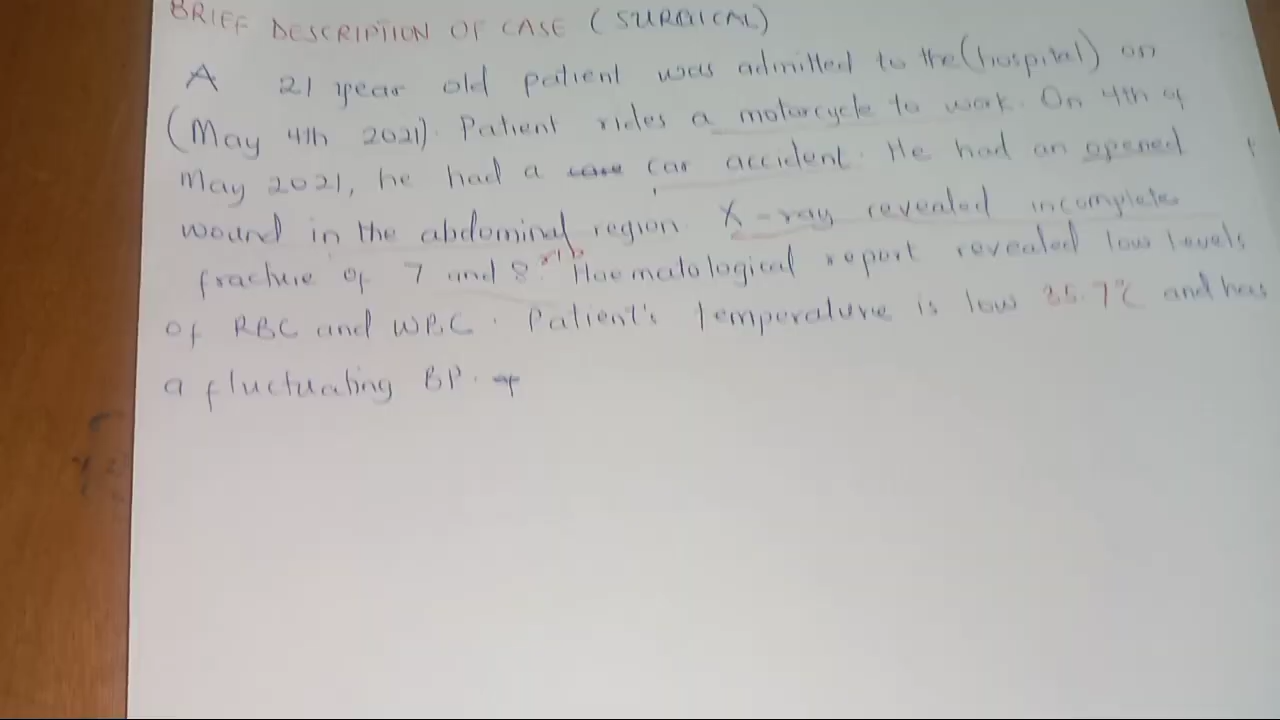 BRIEF DESCRIPTION OF CASE (SURGICAL)
A 21 year old patient was admitted to the (hospital) on
(May 4th 2021). Patient rides a motorcycle to work. On 4th of
May 2021, he had a car accident. He had an opened
wound in the abdominal region. X-ray revealed incomplete
fracture of 7 and 8 rib. Haematological report revealed low levels
of RBC and WBC. Patient's Temperature is low 35.7°C and has
a fluctuating BP.